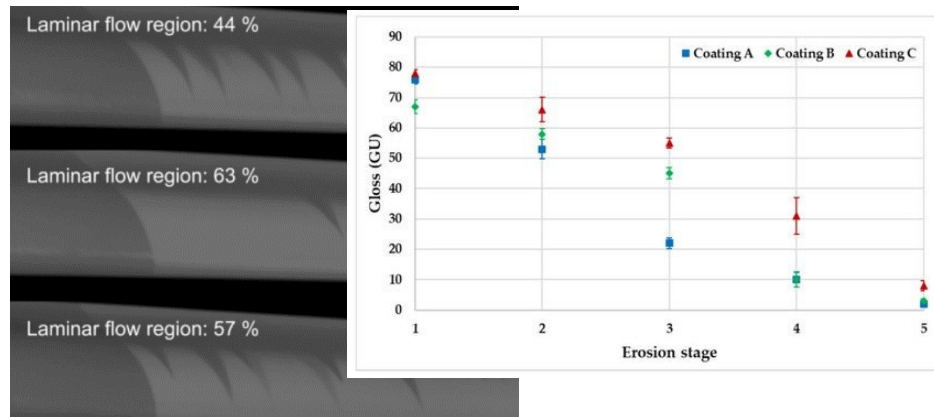 Laminar flow region: 44 %
Laminar flow region: 63 %
Laminar flow region: 57 %
Coating A Coating B Coating C
90
80
70
60
50
40
30
20
10
0
Gloss (GU)
1 2 3 4 5
Erosion stage